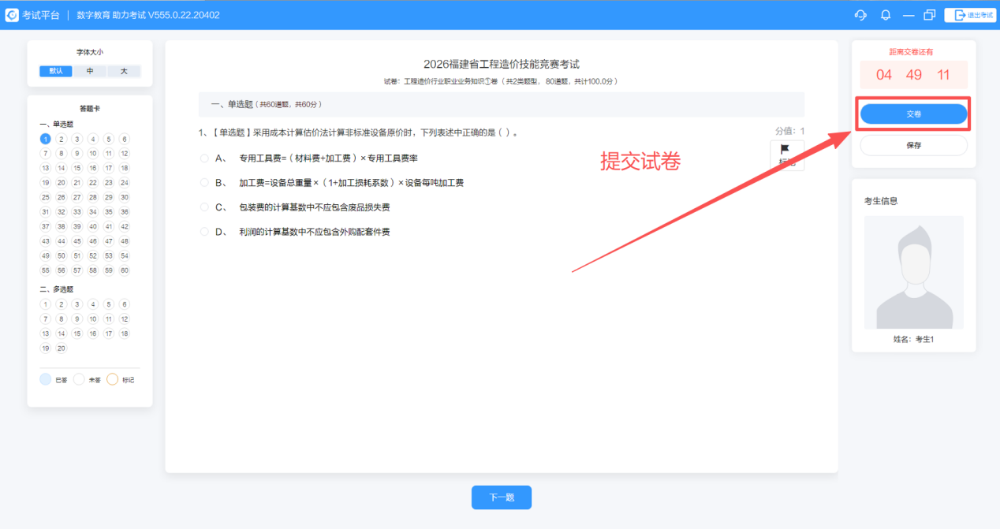 考试平台 | 数字教育 助力考试 V555.0.22.20402
退出考试
字体大小
默认 中 大
答题卡
一、单选题
1 2 3 4 5 6
7 8 9 10 11 12
13 14 15 16 17 18
19 20 21 22 23 24
25 26 27 28 29 30
31 32 33 34 35 36
37 38 39 40 41 42
43 44 45 46 47 48
49 50 51 52 53 54
55 56 57 58 59 60
二、多选题
1 2 3 4 5 6
7 8 9 10 11 12
13 14 15 16 17 18
19 20
已答 未答 标记
2026福建省工程造价技能竞赛考试
试卷：工程造价行业职业业务知识①卷（共2类题型， 80道题，共计100.0分）
一、单选题（共60道题，共60分）
1、【单选题】采用成本计算估价法计算非标准设备原价时，下列表述中正确的是（ ）。
分值：1
标记
A、 专用工具费=（材料费+加工费）×专用工具费率
B、 加工费=设备总重量×（1+加工损耗系数）×设备每吨加工费
C、 包装费的计算基数中不应包含废品损失费
D、 利润的计算基数中不应包含外购配套件费
提交试卷
下一题
距离交卷还有
04 49 11
交卷
保存
考生信息
姓名：考生1